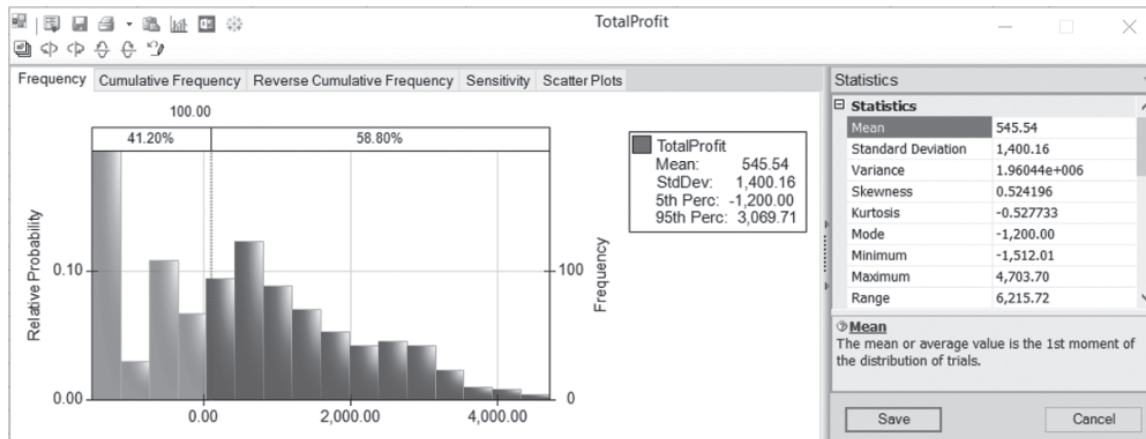 TotalProfit
Frequency Cumulative Frequency Reverse Cumulative Frequency Sensitivity Scatter Plots
100.00
41.20% 58.80%
Relative Probability
0.10
0.00
0.00 2,000.00 4,000.00
100
0
Frequency
TotalProfit
Mean: 545.54
StdDev: 1,400.16
5th Perc: -1,200.00
95th Perc: 3,069.71
Statistics
Statistics
Mean 545.54
Standard Deviation 1,400.16
Variance 1.96044e+006
Skewness 0.524196
Kurtosis -0.527733
Mode -1,200.00
Minimum -1,512.01
Maximum 4,703.70
Range 6,215.72
Mean
The mean or average value is the 1st moment of
the distribution of trials.
Save Cancel